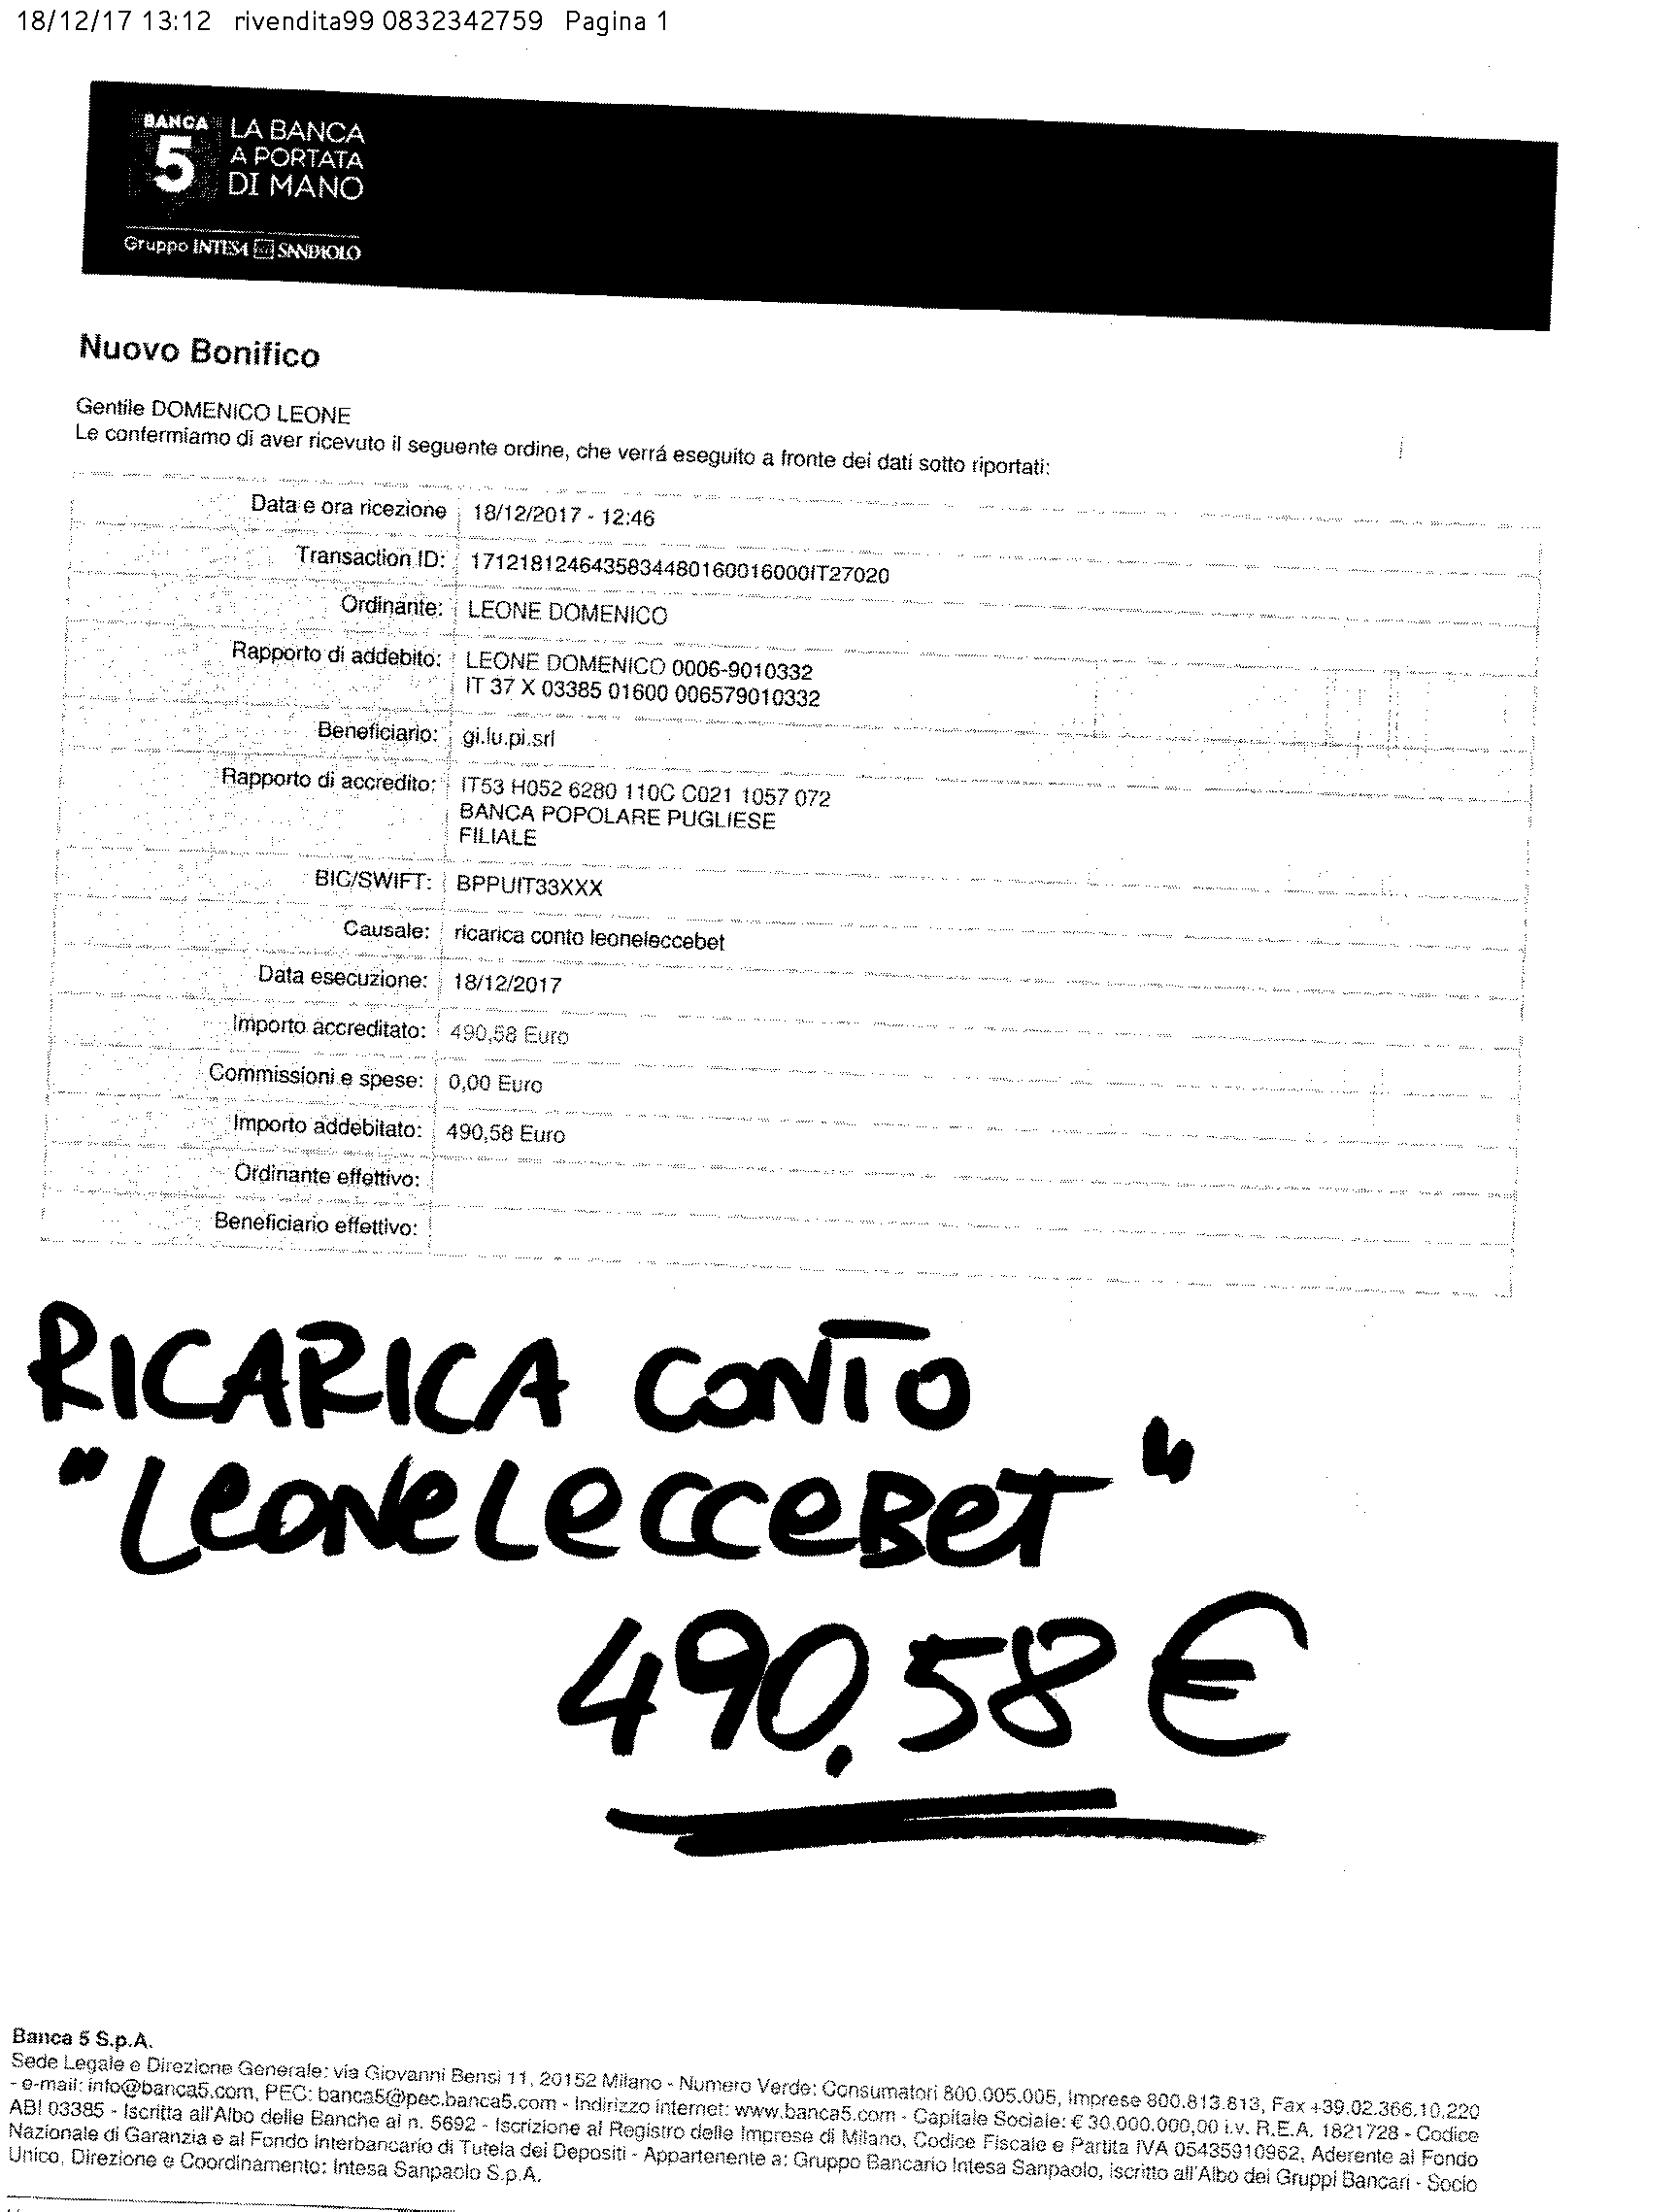 18/12/17 13:12 rivendita99 0832342759 Pagina 1
BANCA 5
LA BANCA
A PORTATA
DI MANO
Gruppo INTESA SANPAOLO
Nuovo Bonifico
Gentile DOMENICO LEONE
Le confermiamo di aver ricevuto il seguente ordine, che verrá eseguito a fronte dei dati sotto riportati:
Data e ora ricezione 18/12/2017 - 12:46
Transaction ID: 1712181246435834480160016000IT27020
Ordinante: LEONE DOMENICO
Rapporto di addebito: LEONE DOMENICO 0006-9010332
IT 37 X 03385 01600 006579010332
Beneficiario: gi.lu.pi.srl
Rapporto di accredito: IT53 H052 6280 110C C021 1057 072
BANCA POPOLARE PUGLIESE
FILIALE
BIC/SWIFT: BPPUIT33XXX
Causale: ricarica conto leoneleccebet
Data esecuzione: 18/12/2017
Importo accreditato: 490,58 Euro
Commissioni e spese: 0,00 Euro
Importo addebitato: 490,58 Euro
Ordinante effettivo:
Beneficiario effettivo:
RICARICA CONTO
"LEONELECCEBET"
490,58 €
Banca 5 S.p.A.
Sede Legale e Direzione Generale: via Giovanni Bensi 11, 20152 Milano - Numero Verde: Consumatori 800.005.005, Imprese 800.813.813, Fax +39.02.366.10.220
- e-mail: info@banca5.com, PEC: banca5@pec.banca5.com - Indirizzo internet: www.banca5.com - Capitale Sociale: € 30.000.000,00 i.v. R.E.A. 1821728 - Codice
ABI 03385 - Iscritta all'Albo delle Banche al n. 5692 - Iscrizione al Registro delle Imprese di Milano, Codice Fiscale e Partita IVA 05435910962, Aderente al Fondo
Nazionale di Garanzia e al Fondo Interbancario di Tutela dei Depositi - Appartenente a: Gruppo Bancario Intesa Sanpaolo, iscritto all'Albo dei Gruppi Bancari - Socio
Unico, Direzione e Coordinamento: Intesa Sanpaolo S.p.A.